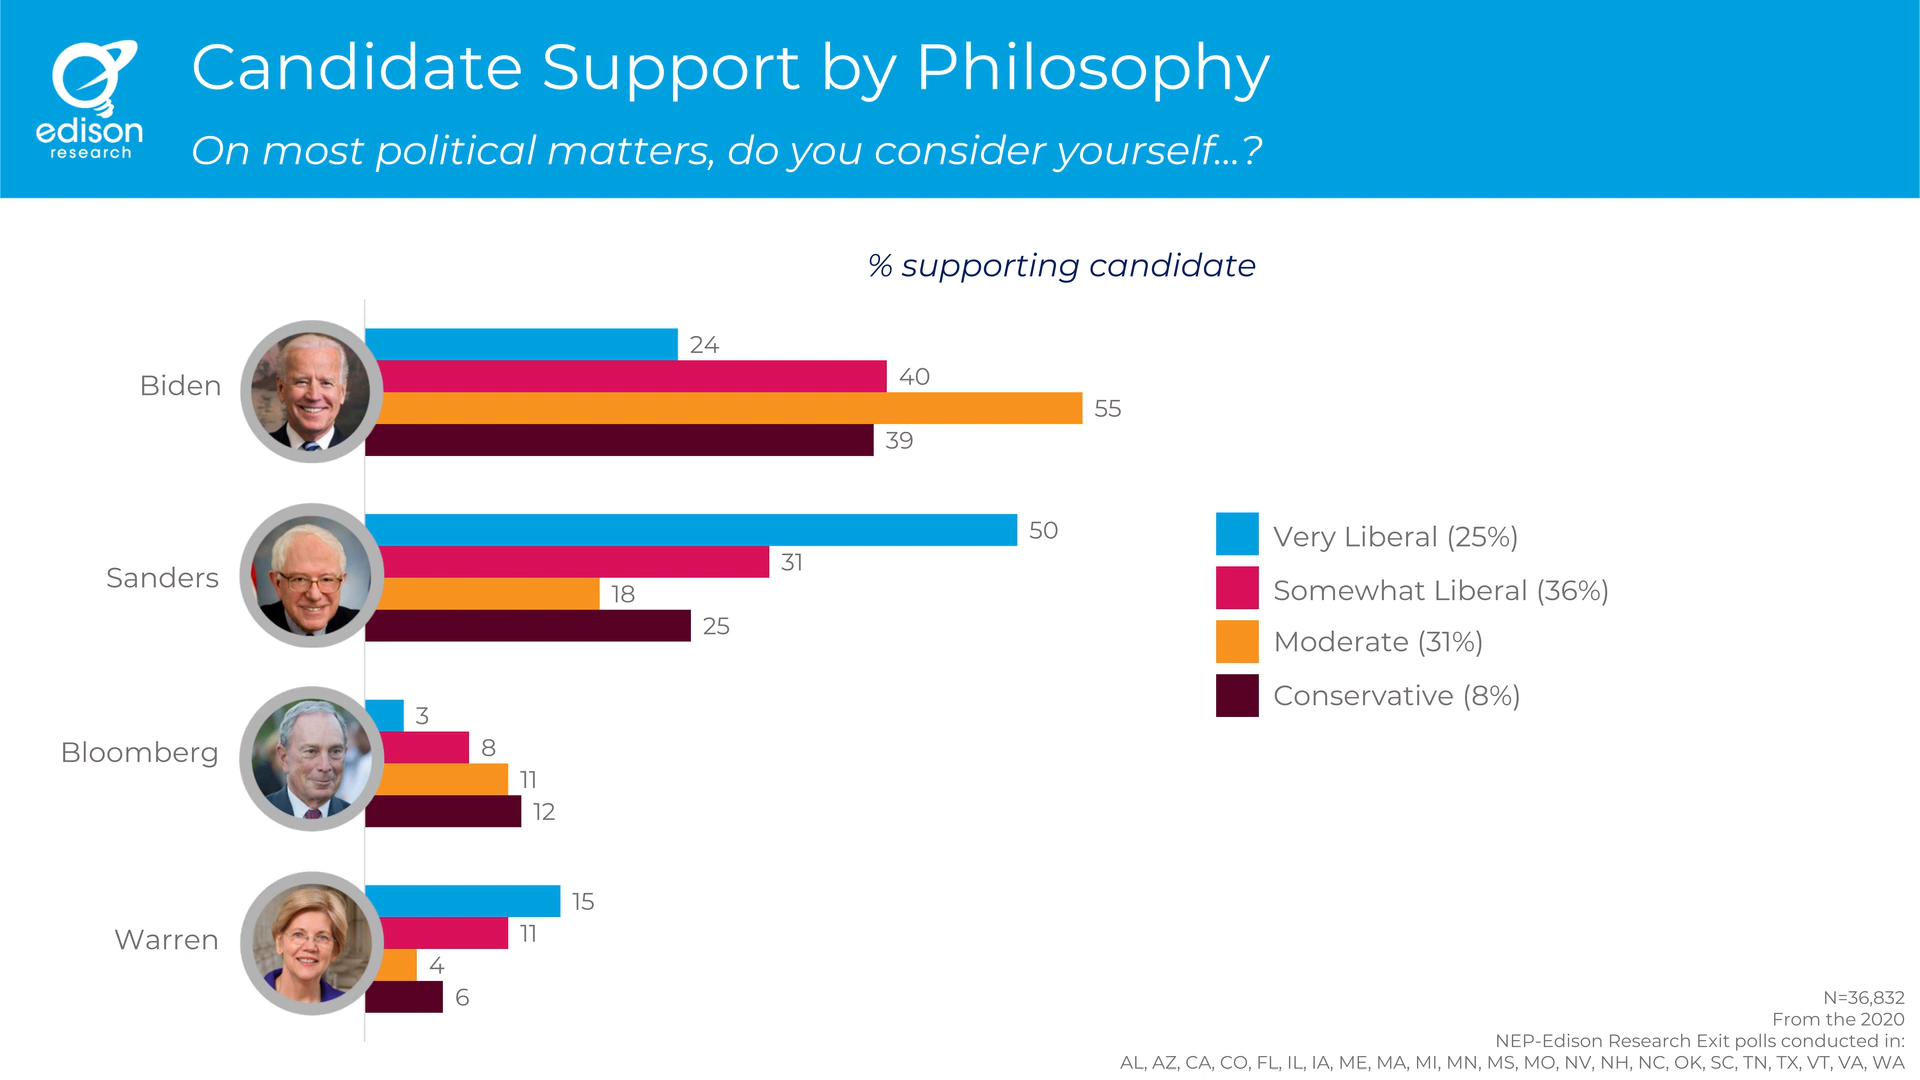 edison
research
Candidate Support by Philosophy
On most political matters, do you consider yourself...?
% supporting candidate
Biden
24
40
55
39
Sanders
50
31
18
25
Bloomberg
3
8
11
12
Warren
15
11
4
6
Very Liberal (25%)
Somewhat Liberal (36%)
Moderate (31%)
Conservative (8%)
N=36,832
From the 2020
NEP-Edison Research Exit polls conducted in:
AL, AZ, CA, CO, FL, IL, IA, ME, MA, MI, MN, MS, MO, NV, NH, NC, OK, SC, TN, TX, VT, VA, WA